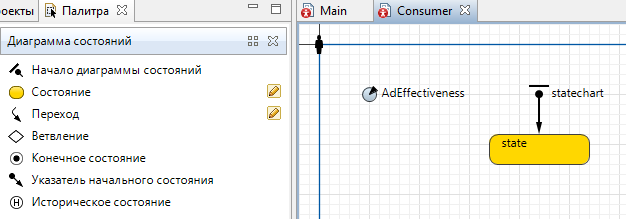 роекты
Палитра
Main
Consumer
Диаграмма состояний
Начало диаграммы состояний
Состояние
Переход
Ветвление
Конечное состояние
Указатель начального состояния
Историческое состояние
H
AdEffectiveness
statechart
state